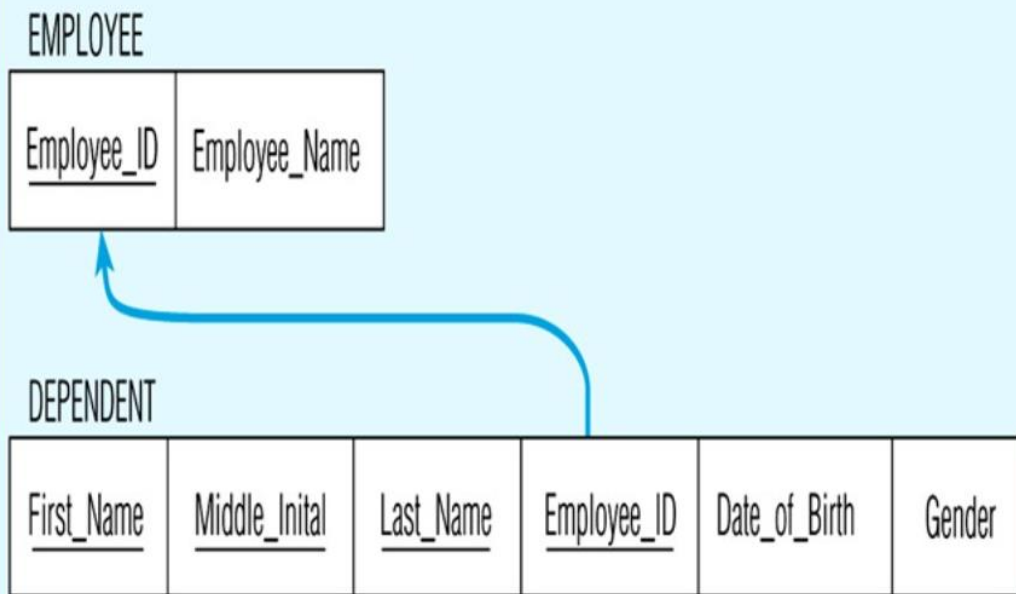 EMPLOYEE
Employee_ID Employee_Name
DEPENDENT
First_Name Middle_Inital Last_Name Employee_ID Date_of_Birth Gender